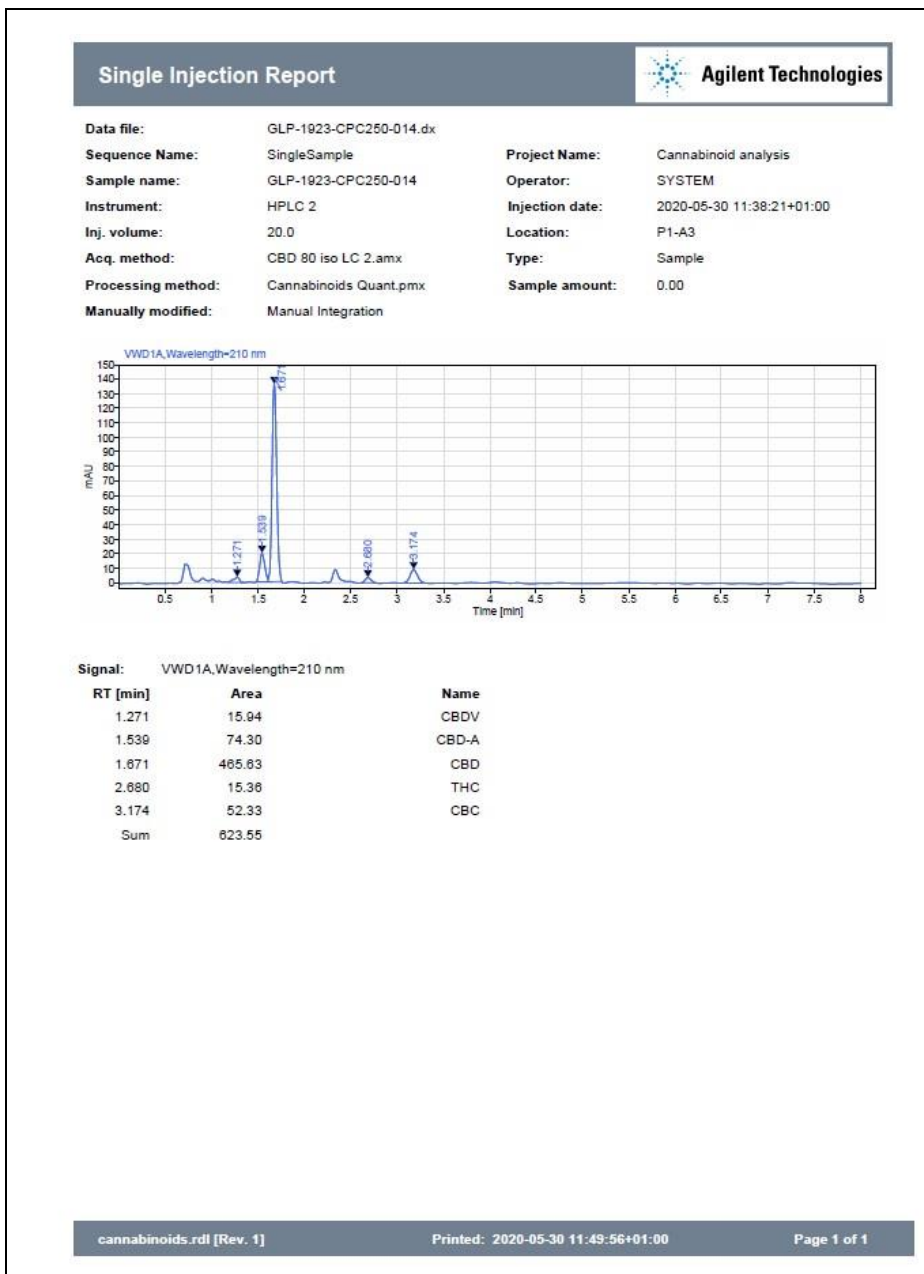 Single Injection Report
Agilent Technologies
Data file: GLP-1923-CPC250-014.dx
Sequence Name: SingleSample Project Name: Cannabinoid analysis
Sample name: GLP-1923-CPC250-014 Operator: SYSTEM
Instrument: HPLC 2 Injection date: 2020-05-30 11:38:21+01:00
Inj. volume: 20.0 Location: P1-A3
Acq. method: CBD 80 iso LC 2.amx Type: Sample
Processing method: Cannabinoids Quant.pmx Sample amount: 0.00
Manually modified: Manual Integration
VWD1A,Wavelength=210 nm
150
140
130
120
110
100
90
80
70
60
50
40
30
20
10
0
mAU
1.271
1.539
1.671
2.680
3.174
0.5 1 1.5 2 2.5 3 3.5 4 4.5 5 5.5 6 6.5 7 7.5 8
Time [min]
Signal: VWD1A,Wavelength=210 nm
RT [min] Area Name
1.271 15.94 CBDV
1.539 74.30 CBD-A
1.671 465.63 CBD
2.680 15.36 THC
3.174 52.33 CBC
Sum 623.55
cannabinoids.rdl [Rev. 1] Printed: 2020-05-30 11:49:56+01:00 Page 1 of 1